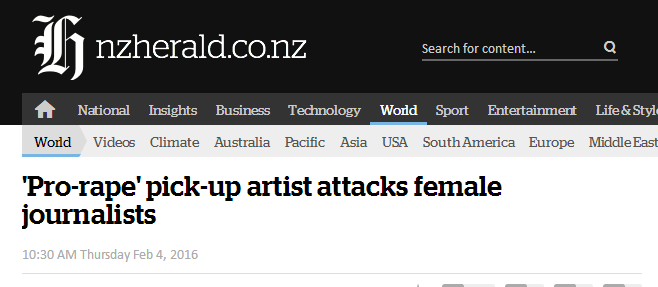 nzherald.co.nz
Search for content...
National Insights Business Technology World Sport Entertainment Life & Style
World Videos Climate Australia Pacific Asia USA South America Europe Middle East
'Pro-rape' pick-up artist attacks female
journalists
10:30 AM Thursday Feb 4, 2016